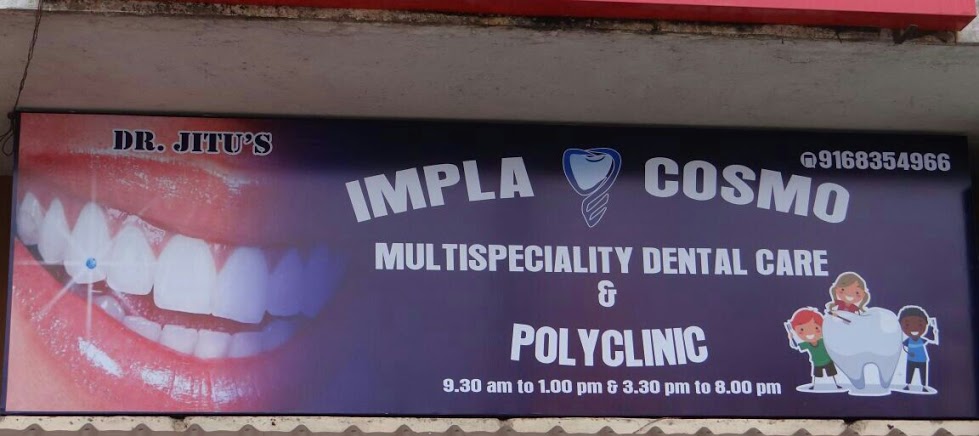 DR. JITU'S
9168354966
IMPLA COSMO
MULTISPECIALITY DENTAL CARE
&
POLYCLINIC
9.30 am to 1.00 pm & 3.30 pm to 8.00 pm